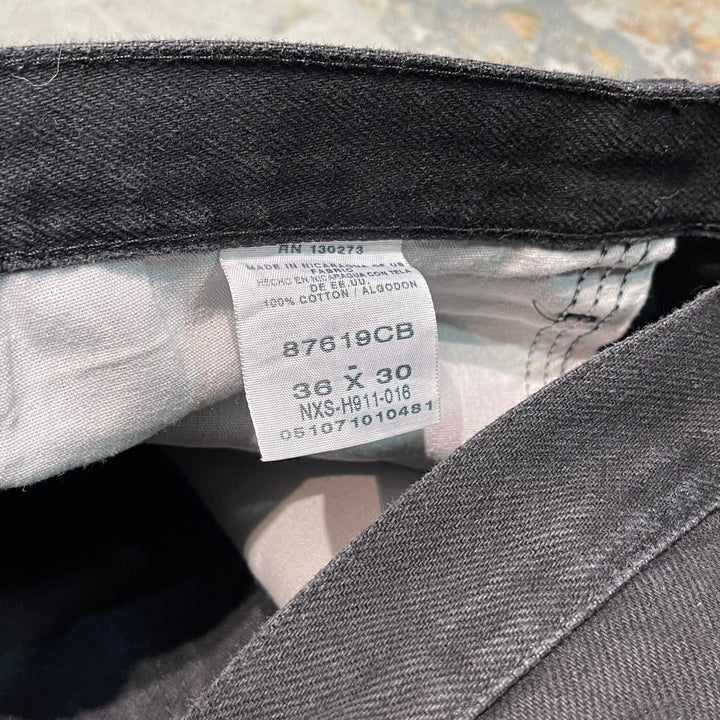 RN 130273
MADE IN NICARAGUA OF US
FABRIC
HECHO EN NICARAGUA CON TELA
DE EE.UU.
100% COTTON / ALGODON
87619CB
-
36 X 30
NXS-H911-016
051071010481